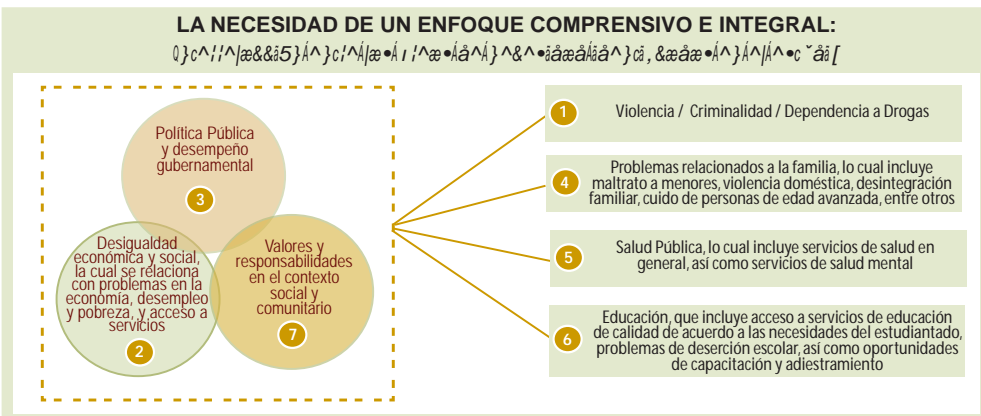 LA NECESIDAD DE UN ENFOQUE COMPRENSIVO E INTEGRAL:
Política Pública
y desempeño
gubernamental
3
Desigualdad
económica y social,
la cual se relaciona
con problemas en la
economía, desempleo
y pobreza, y acceso a
servicios
2
Valores y
responsabilidades
en el contexto
social y
comunitario
7
1
Violencia / Criminalidad / Dependencia a Drogas
4
Problemas relacionados a la familia, lo cual incluye
maltrato a menores, violencia doméstica, desintegración
familiar, cuido de personas de edad avanzada, entre otros
5
Salud Pública, lo cual incluye servicios de salud en
general, así como servicios de salud mental
6
Educación, que incluye acceso a servicios de educación
de calidad de acuerdo a las necesidades del estudiantado,
problemas de deserción escolar, así como oportunidades
de capacitación y adiestramiento